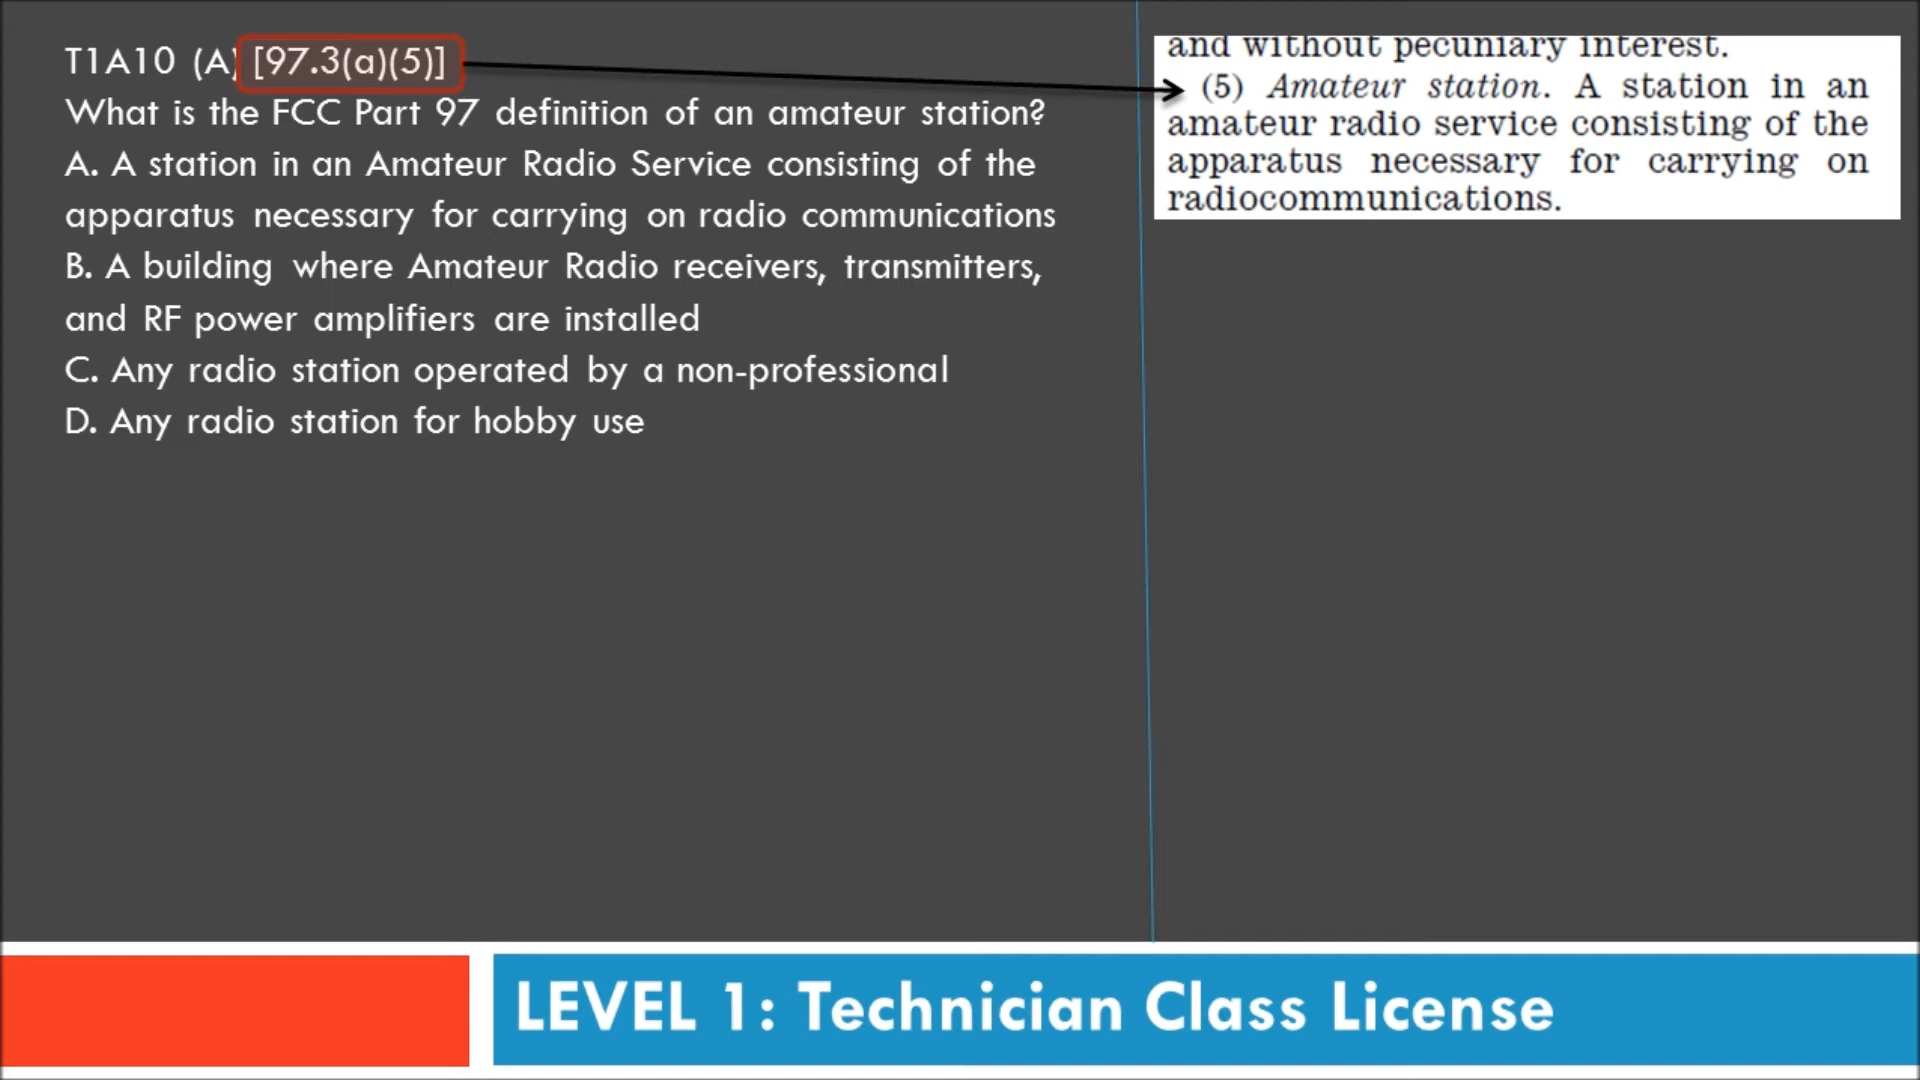 T1A10 (A) [97.3(a)(5)]
What is the FCC Part 97 definition of an amateur station?
A. A station in an Amateur Radio Service consisting of the
apparatus necessary for carrying on radio communications
B. A building where Amateur Radio receivers, transmitters,
and RF power amplifiers are installed
C. Any radio station operated by a non-professional
D. Any radio station for hobby use
and without pecuniary interest.
(5) Amateur station. A station in an
amateur radio service consisting of the
apparatus necessary for carrying on
radiocommunications.
LEVEL 1: Technician Class License